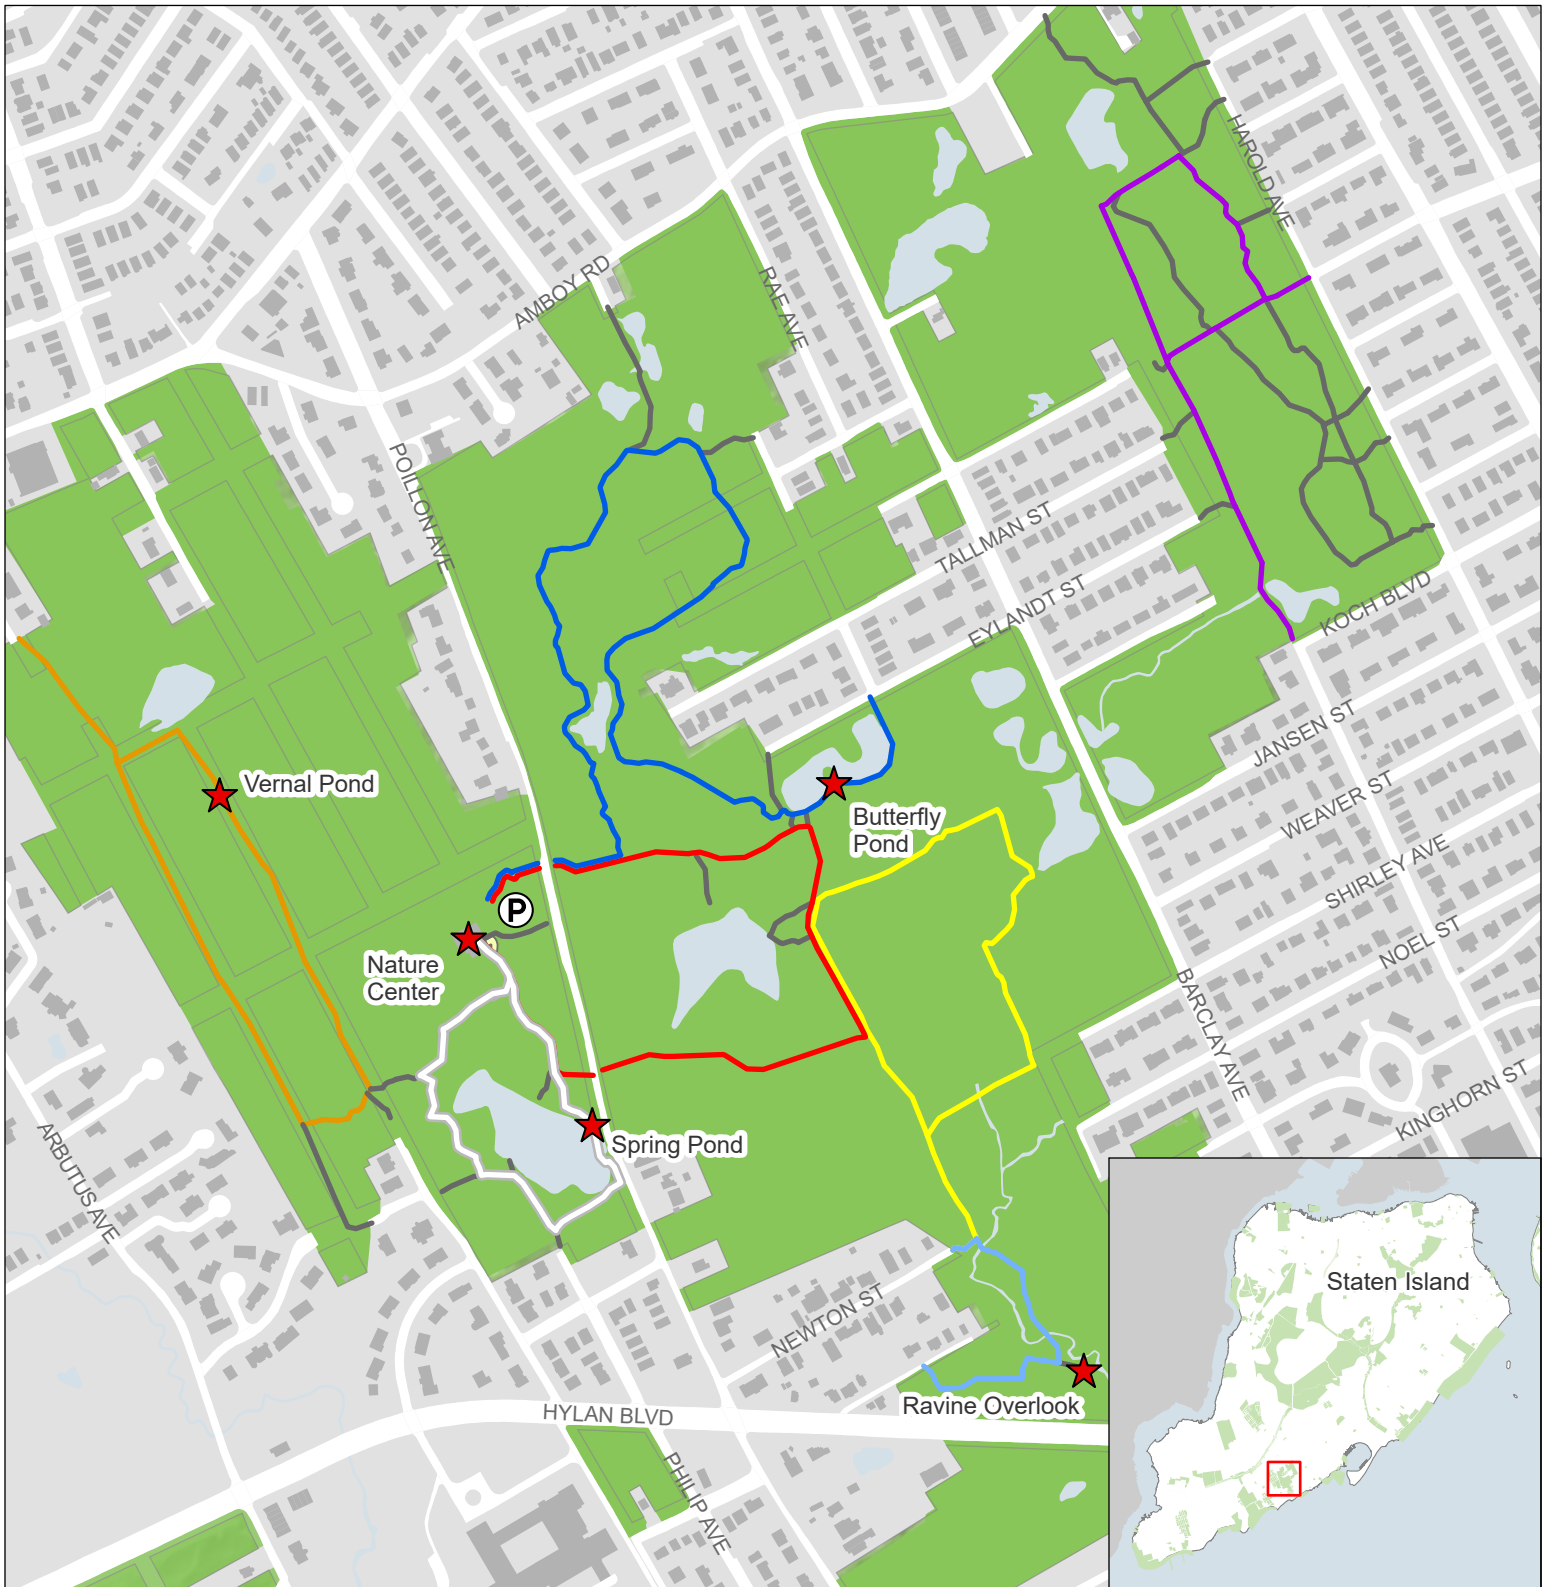 HAROLD AVE
AMBOY RD
RAE AVE
POILLON AVE
TALLMAN ST
EYLANDT ST
KOCH BLVD
JANSEN ST
WEAVER ST
SHIRLEY AVE
NOEL ST
BARCLAY AVE
KINGHORN ST
Vernal Pond
Butterfly
Pond
P
Nature
Center
Spring Pond
ARBUTUS AVE
NEWTON ST
Ravine Overlook
HYLAN BLVD
PHILIP AVE
Staten Island